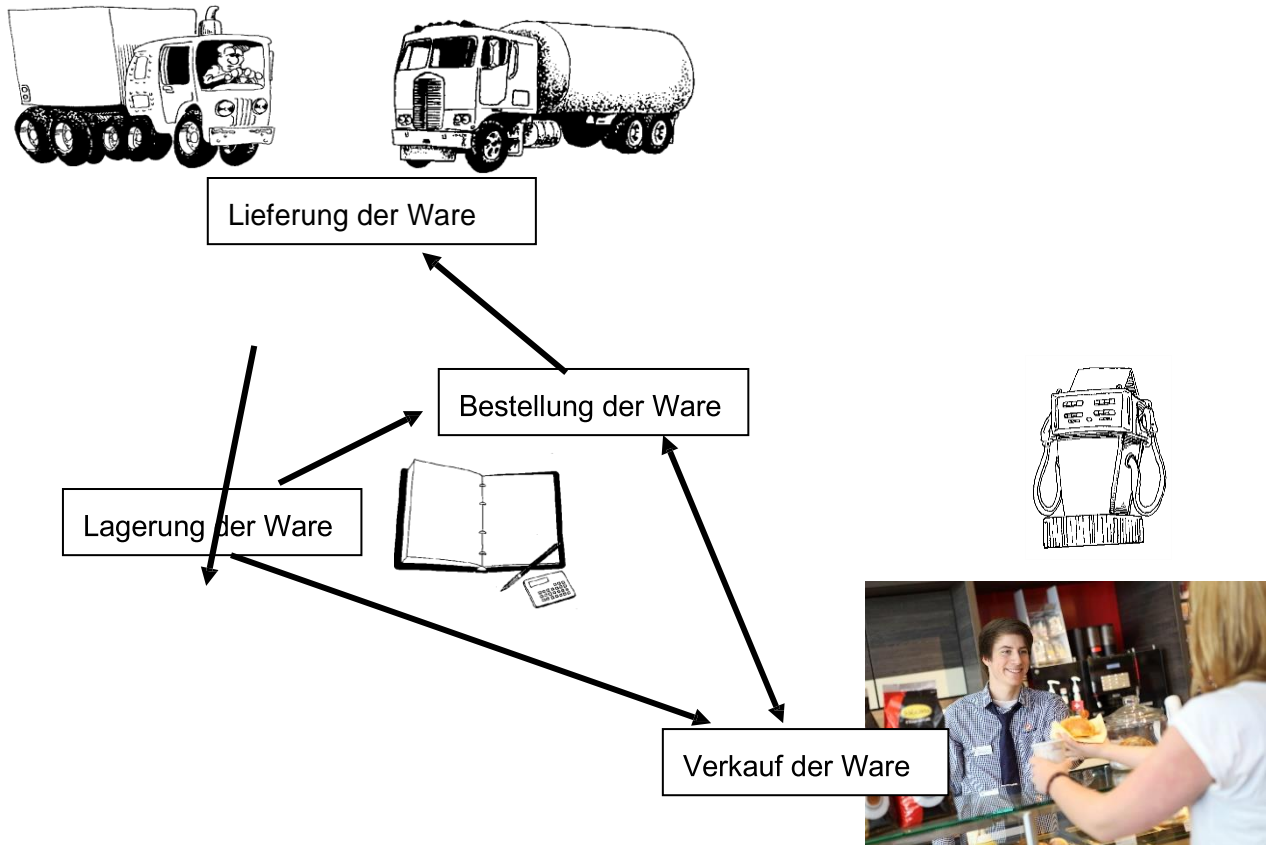 Lieferung der Ware
Bestellung der Ware
Lagerung der Ware
Verkauf der Ware